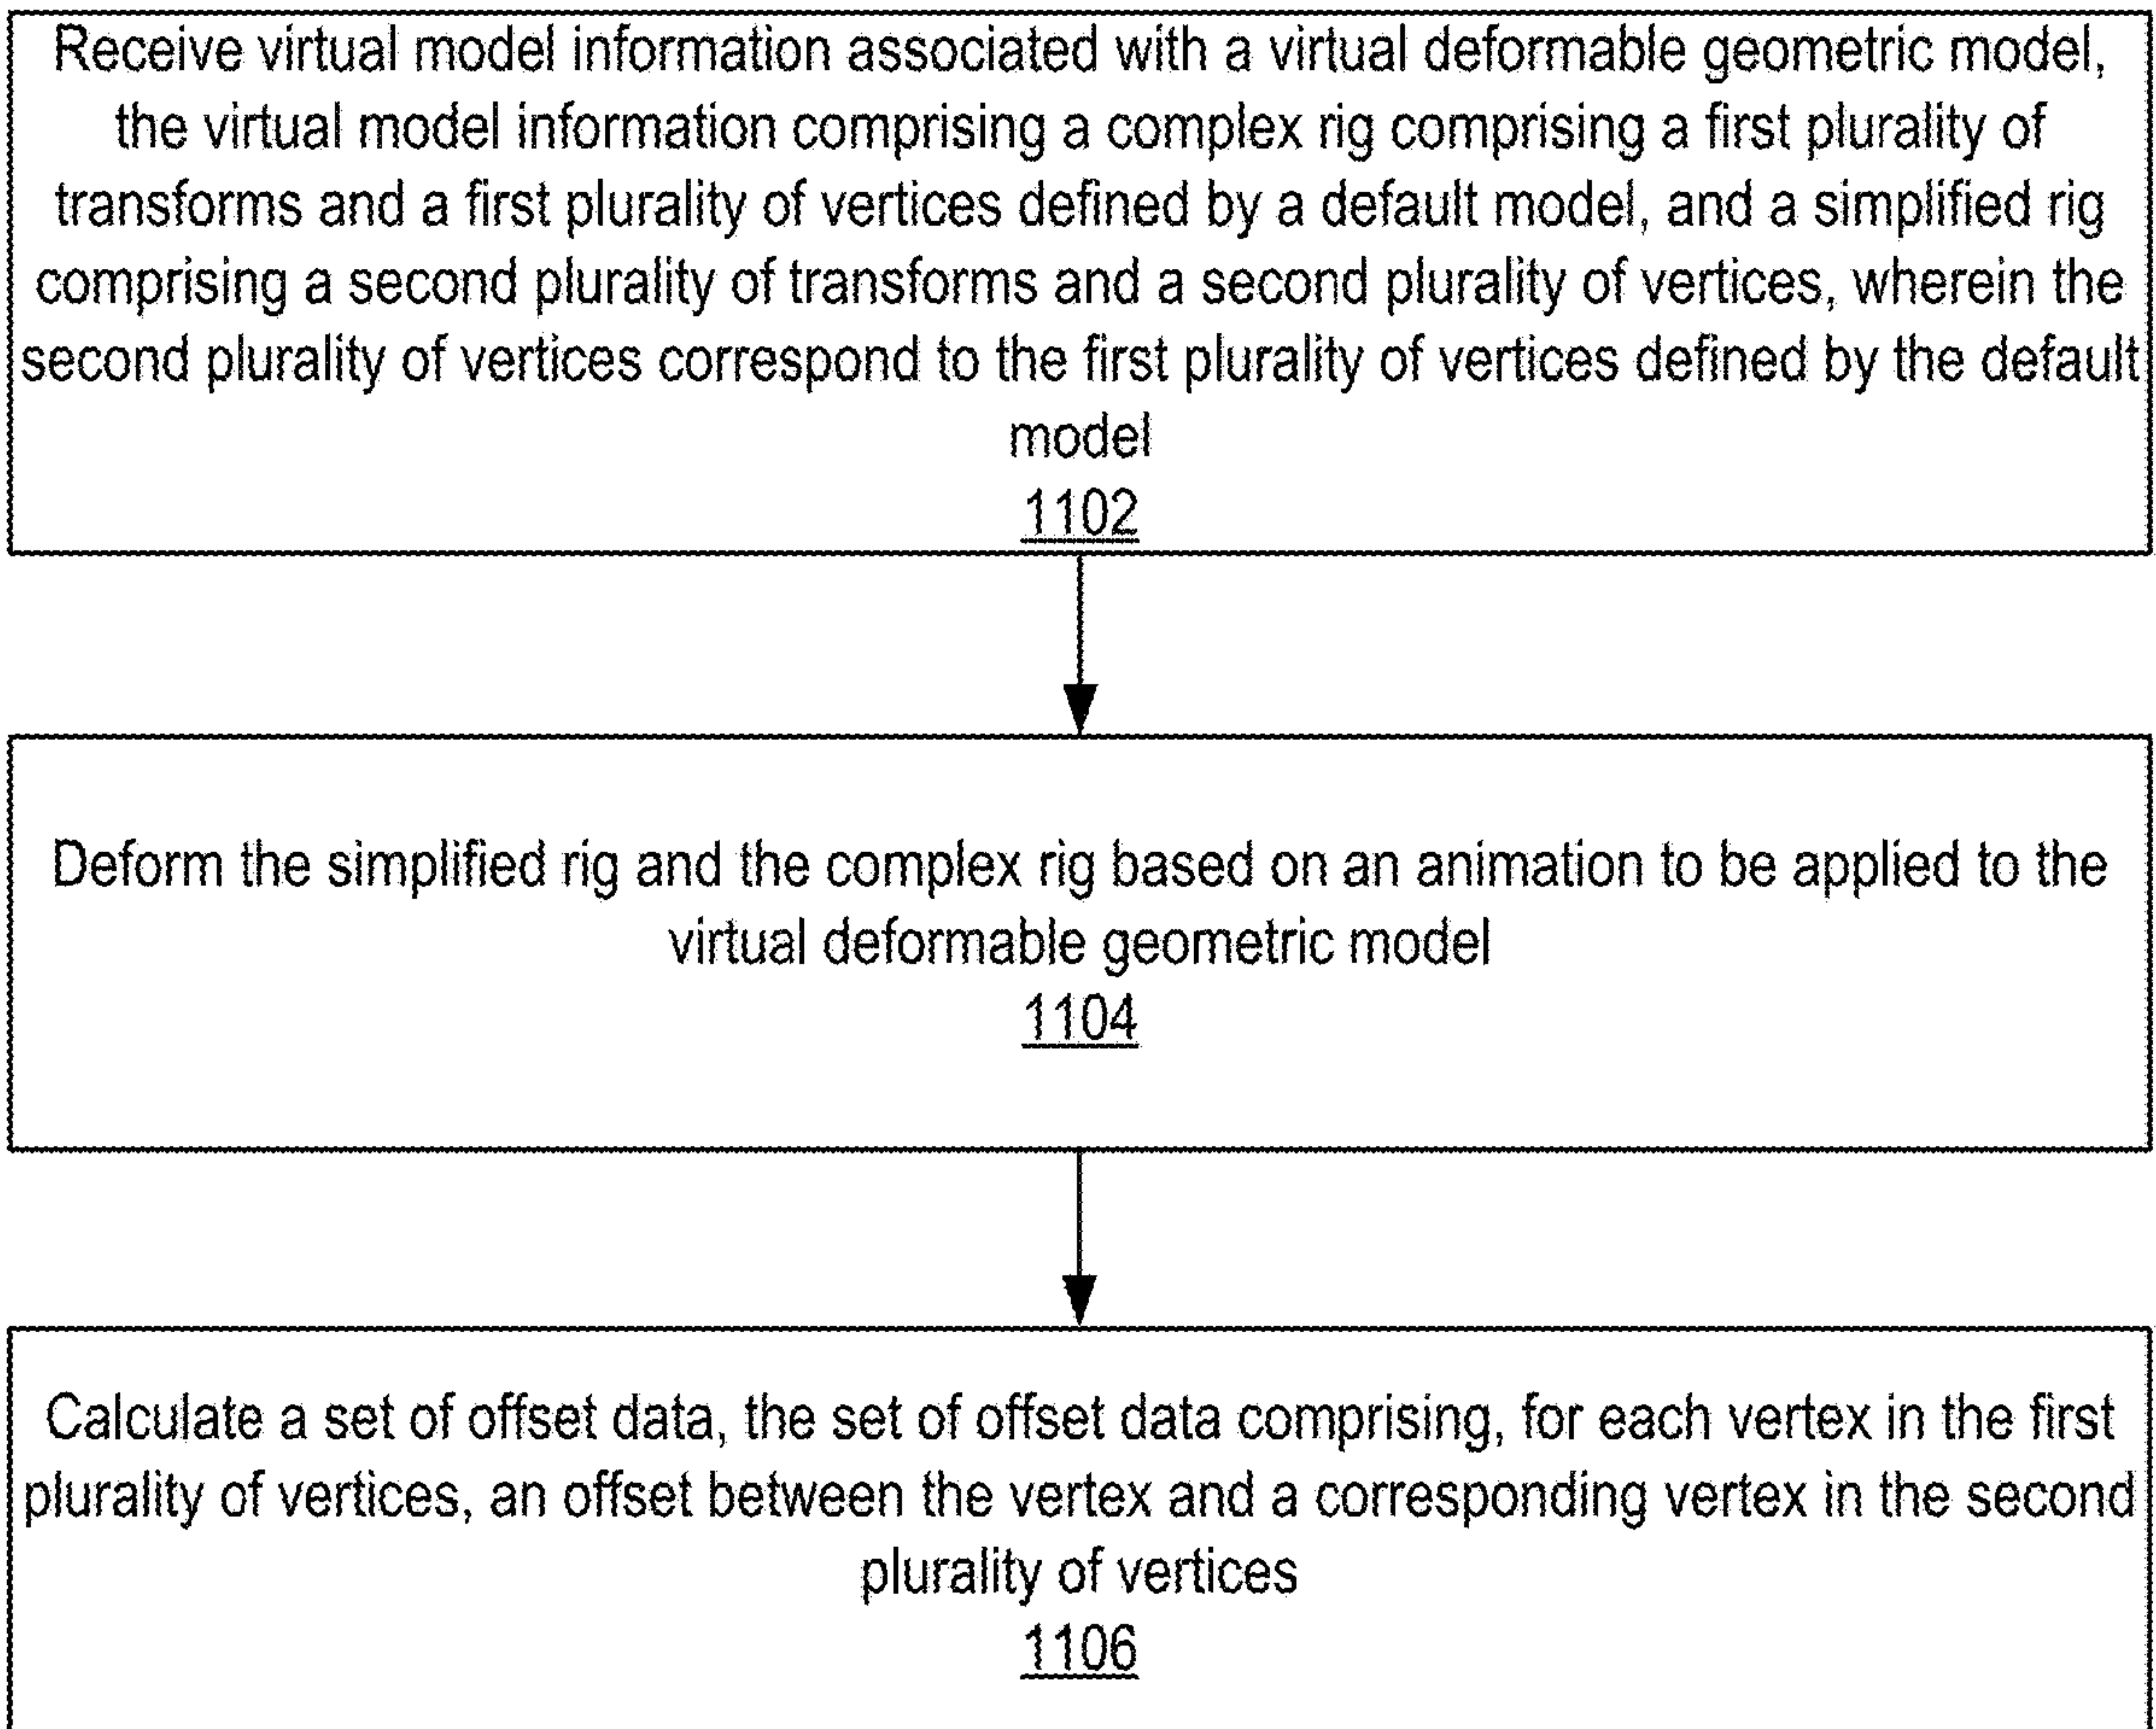 Receive virtual model information associated with a virtual deformable geometric model,
the virtual model information comprising a complex rig comprising a first plurality of
transforms and a first plurality of vertices defined by a default model, and a simplified rig
comprising a second plurality of transforms and a second plurality of vertices, wherein the
second plurality of vertices correspond to the first plurality of vertices defined by the default
model
1102
Deform the simplified rig and the complex rig based on an animation to be applied to the
virtual deformable geometric model
1104
Calculate a set of offset data, the set of offset data comprising, for each vertex in the first
plurality of vertices, an offset between the vertex and a corresponding vertex in the second
plurality of vertices
1106